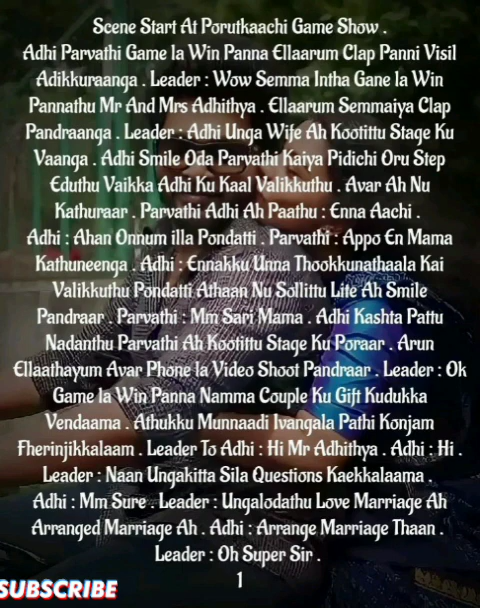 Scene Start At Porutkaachi Game Show .
Adhi Parvathi Game la Win Panna Ellaarum Clap Panni Visil
Adikkuraanga . Leader : Wow Semma Intha Gane la Win
Pannathu Mr And Mrs Adhithya . Ellaarum Semmaiya Clap
Pandraanga . Leader : Adhi Unga Wife Ah Kootittu Stage Ku
Vaanga . Adhi Smile Oda Parvathi Kaiya Pidichi Oru Step
Eduthu Vaikka Adhi Ku Kaal Valikkuthu . Avar Ah Nu
Kathuraar . Parvathi Adhi Ah Paathu : Enna Aachi .
Adhi : Ahan Onnum illa Pondatti . Parvathi : Appo En Mama
Kathuneenga . Adhi : Ennakku Unna Thookkunathaala Kai
Valikkuthu Pondatti Athaan Nu Sollittu Lite Ah Smile
Pandraar . Parvathi : Mm Sari Mama . Adhi Kashta Pattu
Nadanthu Parvathi Ah Kootittu Stage Ku Poraar . Arun
Ellaathayum Avar Phone la Video Shoot Pandraar . Leader : Ok
Game la Win Panna Namma Couple Ku Gift Kudukka
Vendaama . Athukku Munnaadi Ivangala Pathi Konjam
Therinjikkalaam . Leader To Adhi : Hi Mr Adhithya . Adhi : Hi .
Leader : Naan Ungakitta Sila Questions Kaekkalaama .
Adhi : Mm Sure . Leader : Ungalodathu Love Marriage Ah
Arranged Marriage Ah . Adhi : Arrange Marriage Thaan .
Leader : Oh Super Sir .
1
SUBSCRIBE